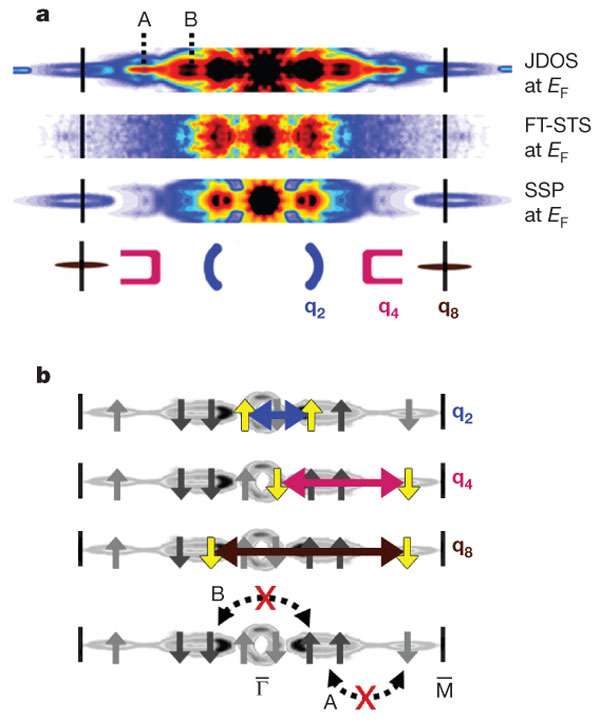 a
A B
JDOS
at EF
FT-STS
at EF
SSP
at EF
q2 q4 q8
b
q2
q4
q8
B X
Γ̅ A X M̅